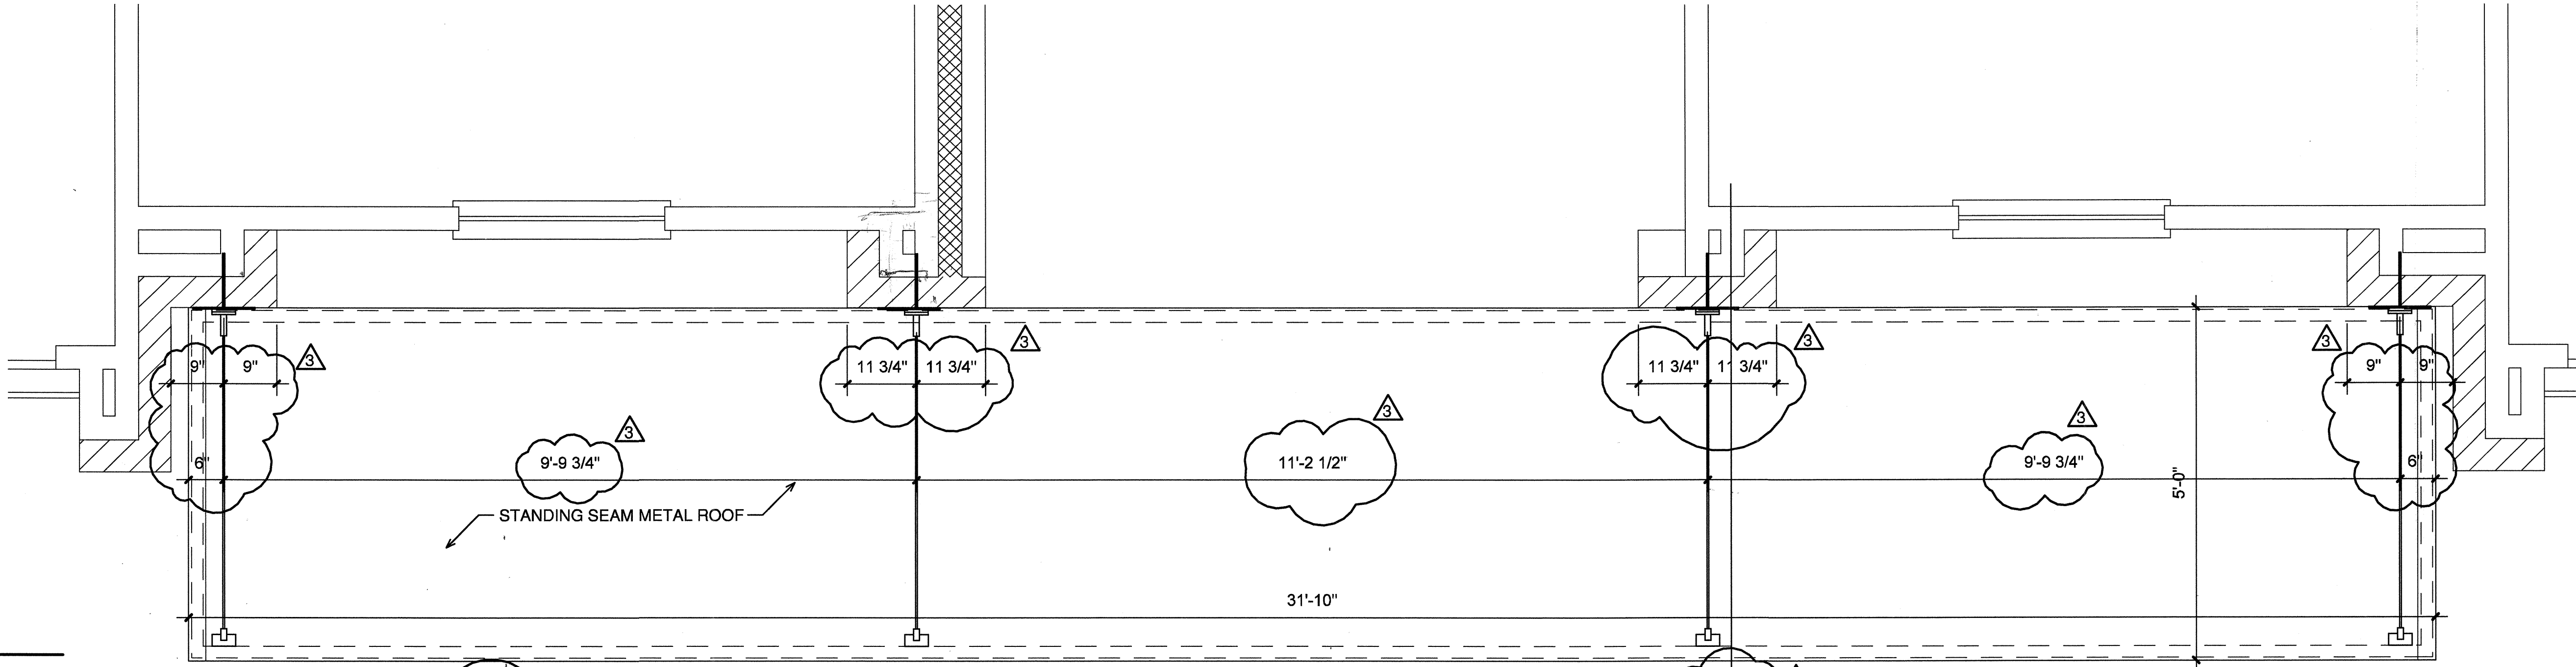 3 3 3 3
9" 9" 11 3/4" 11 3/4" 11 3/4" 11 3/4" 9" 9"
3 3 3
6" 9'-9 3/4" 11'-2 1/2" 9'-9 3/4" 6"
5'-0"
STANDING SEAM METAL ROOF
31'-10"